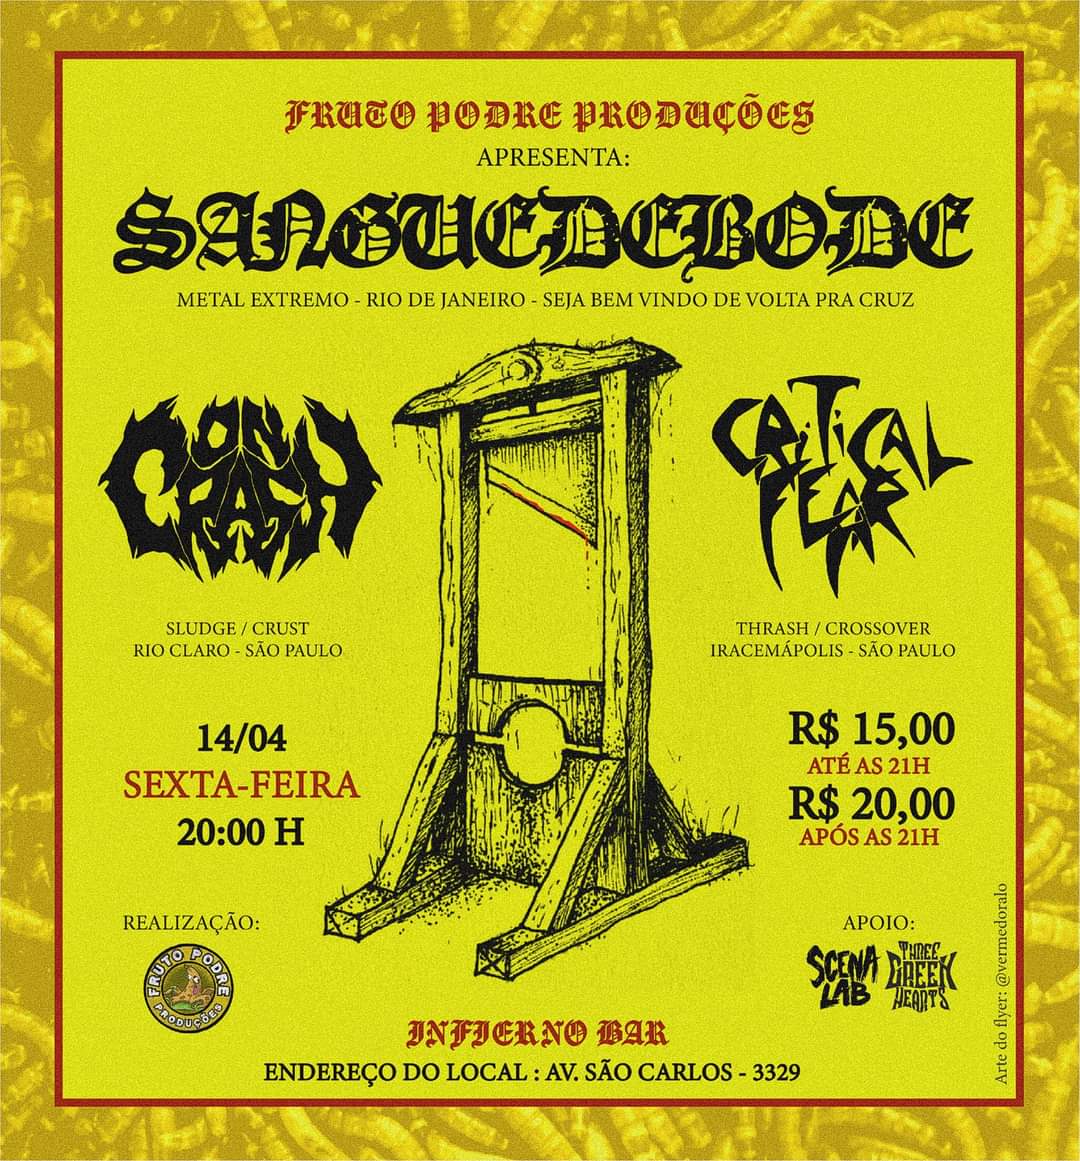 FRUTO PODRE PRODUÇÕES
APRESENTA:
SANGUEDEBODE
METAL EXTREMO - RIO DE JANEIRO - SEJA BEM VINDO DE VOLTA PRA CRUZ
ON
CRASH
SLUDGE / CRUST
RIO CLARO - SÃO PAULO
CRiTiCAL
FEAR
THRASH / CROSSOVER
IRACEMÁPOLIS - SÃO PAULO
14/04
SEXTA-FEIRA
20:00 H
R$ 15,00
ATÉ AS 21H
R$ 20,00
APÓS AS 21H
REALIZAÇÃO:
FRUTO PODRE
PRODUÇÕES
APOIO:
SCENA
LAB
THREE
GREEN
HEARTS
INFIERNO BAR
ENDEREÇO DO LOCAL : AV. SÃO CARLOS - 3329
Arte do flyer: @vermedoralo